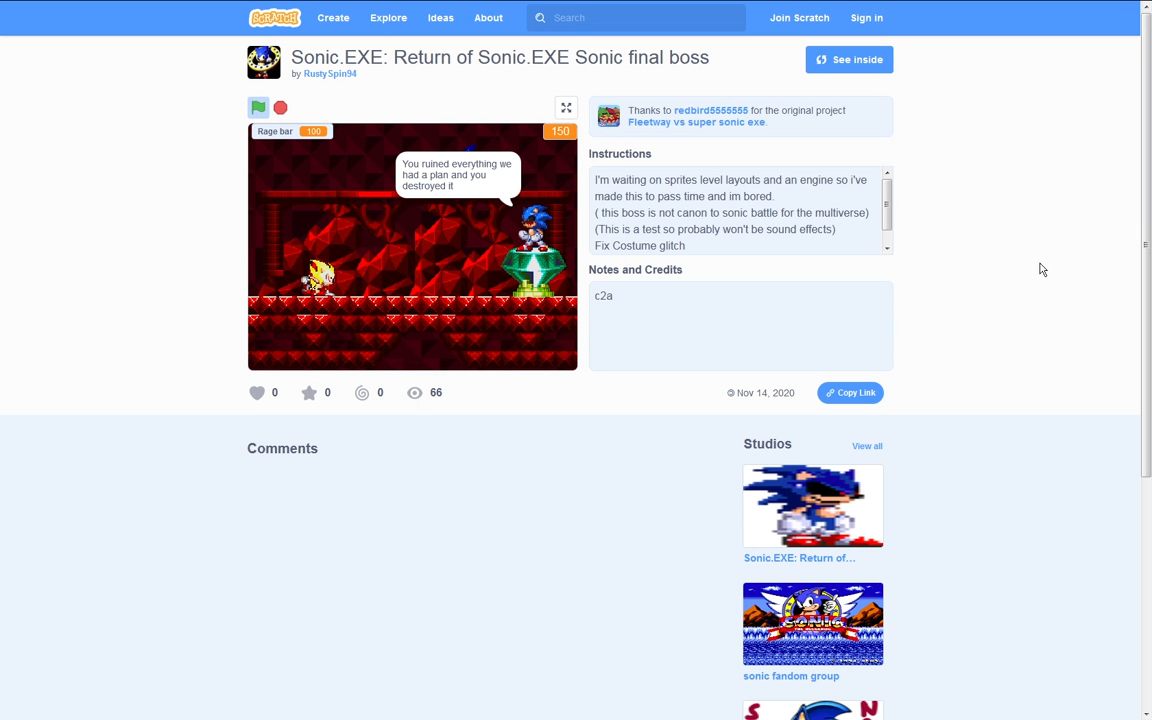 SCRATCH Create Explore Ideas About Search Join Scratch Sign in
Sonic.EXE: Return of Sonic.EXE Sonic final boss
by RustySpin94
See inside
Thanks to redbird5555555 for the original project
Fleetway vs super sonic exe.
Rage bar 100
150
You ruined everything we
had a plan and you
destroyed it
Instructions
I'm waiting on sprites level layouts and an engine so i've
made this to pass time and im bored.
( this boss is not canon to sonic battle for the multiverse)
(This is a test so probably won't be sound effects)
Fix Costume glitch
Notes and Credits
c2a
0 0 0 66
© Nov 14, 2020
Copy Link
Comments
Studios
View all
Sonic.EXE: Return of...
SONIC
THE HEDGEHOG
sonic fandom group
S N